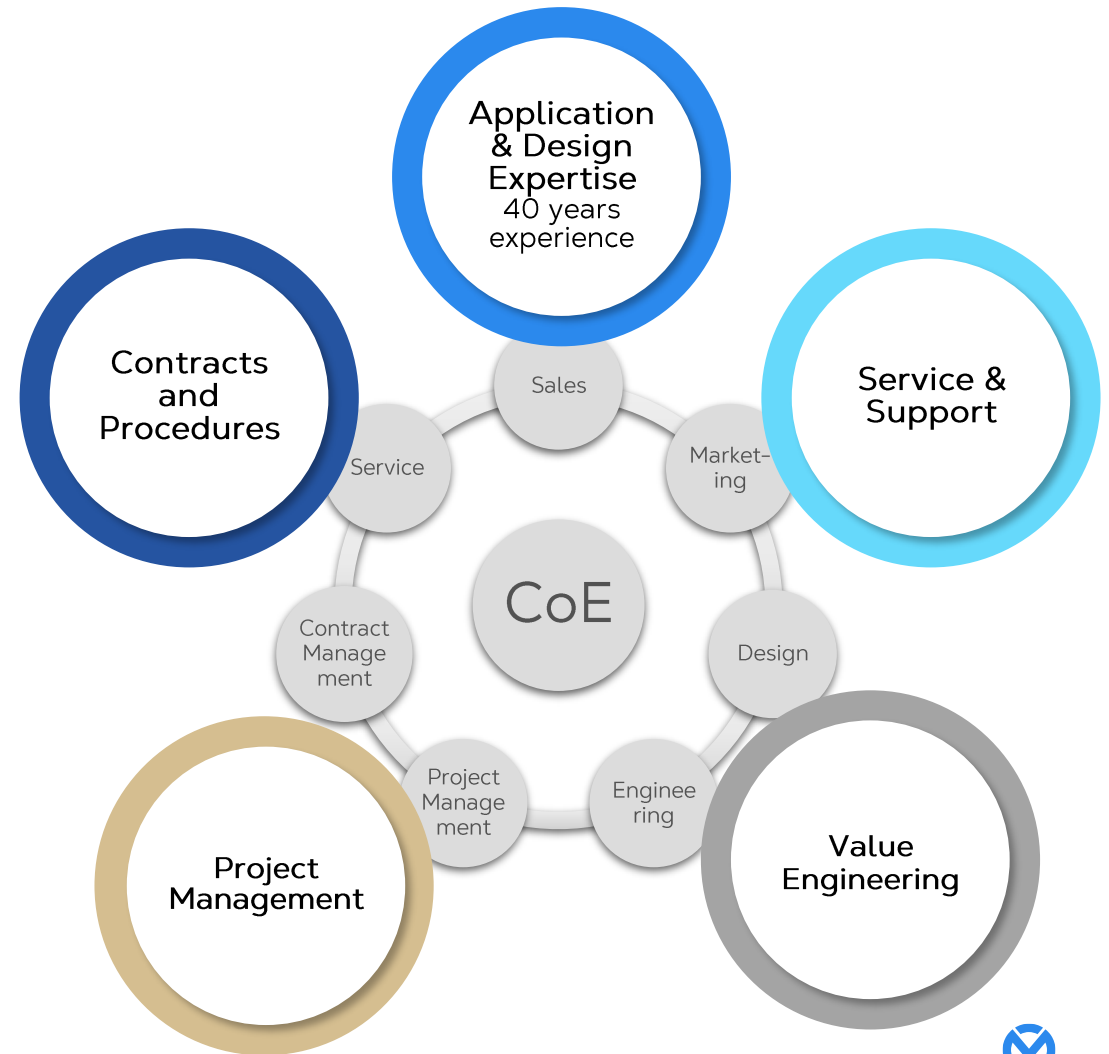 Application
& Design
Expertise
40 years
experience
Contracts
and
Procedures
Service &
Support
Sales
Service
Market-
ing
CoE
Contract
Manage
ment
Design
Project
Manage
ment
Enginee
ring
Project
Management
Value
Engineering